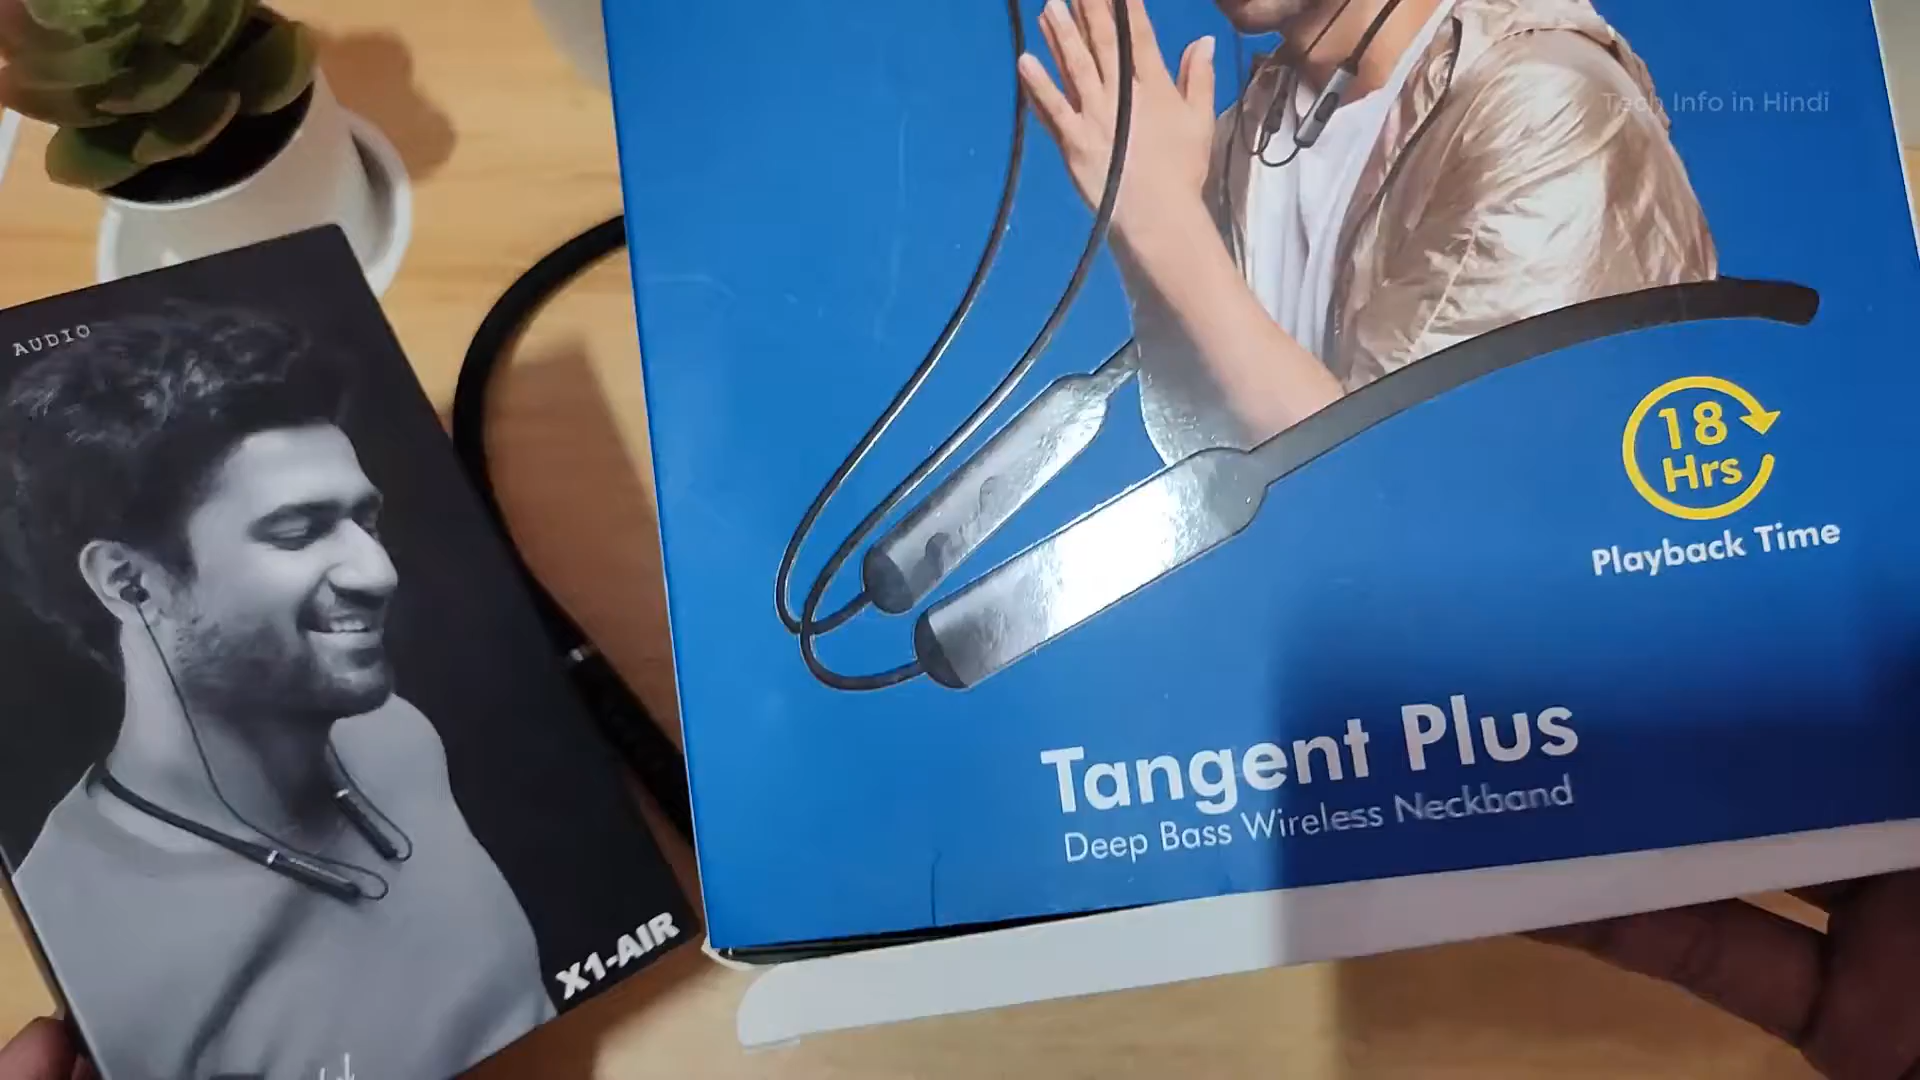 Tech Info in Hindi
AUDIO
18
Hrs
Playback Time
Tangent Plus
Deep Bass Wireless Neckband
X1-AIR